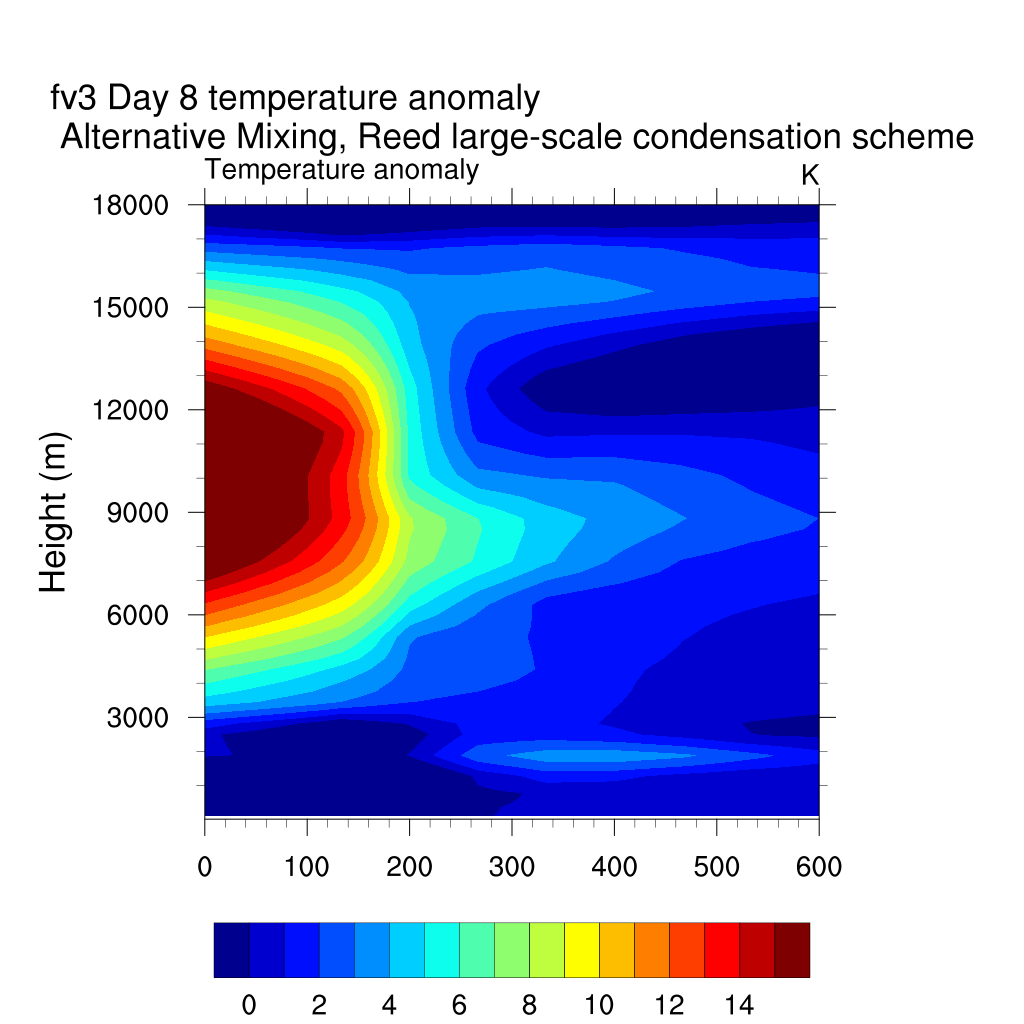 fv3 Day 8 temperature anomaly
Alternative Mixing, Reed large-scale condensation scheme
Temperature anomaly K
18000
15000
12000
9000
6000
3000
Height (m)
0 100 200 300 400 500 600
0 2 4 6 8 10 12 14